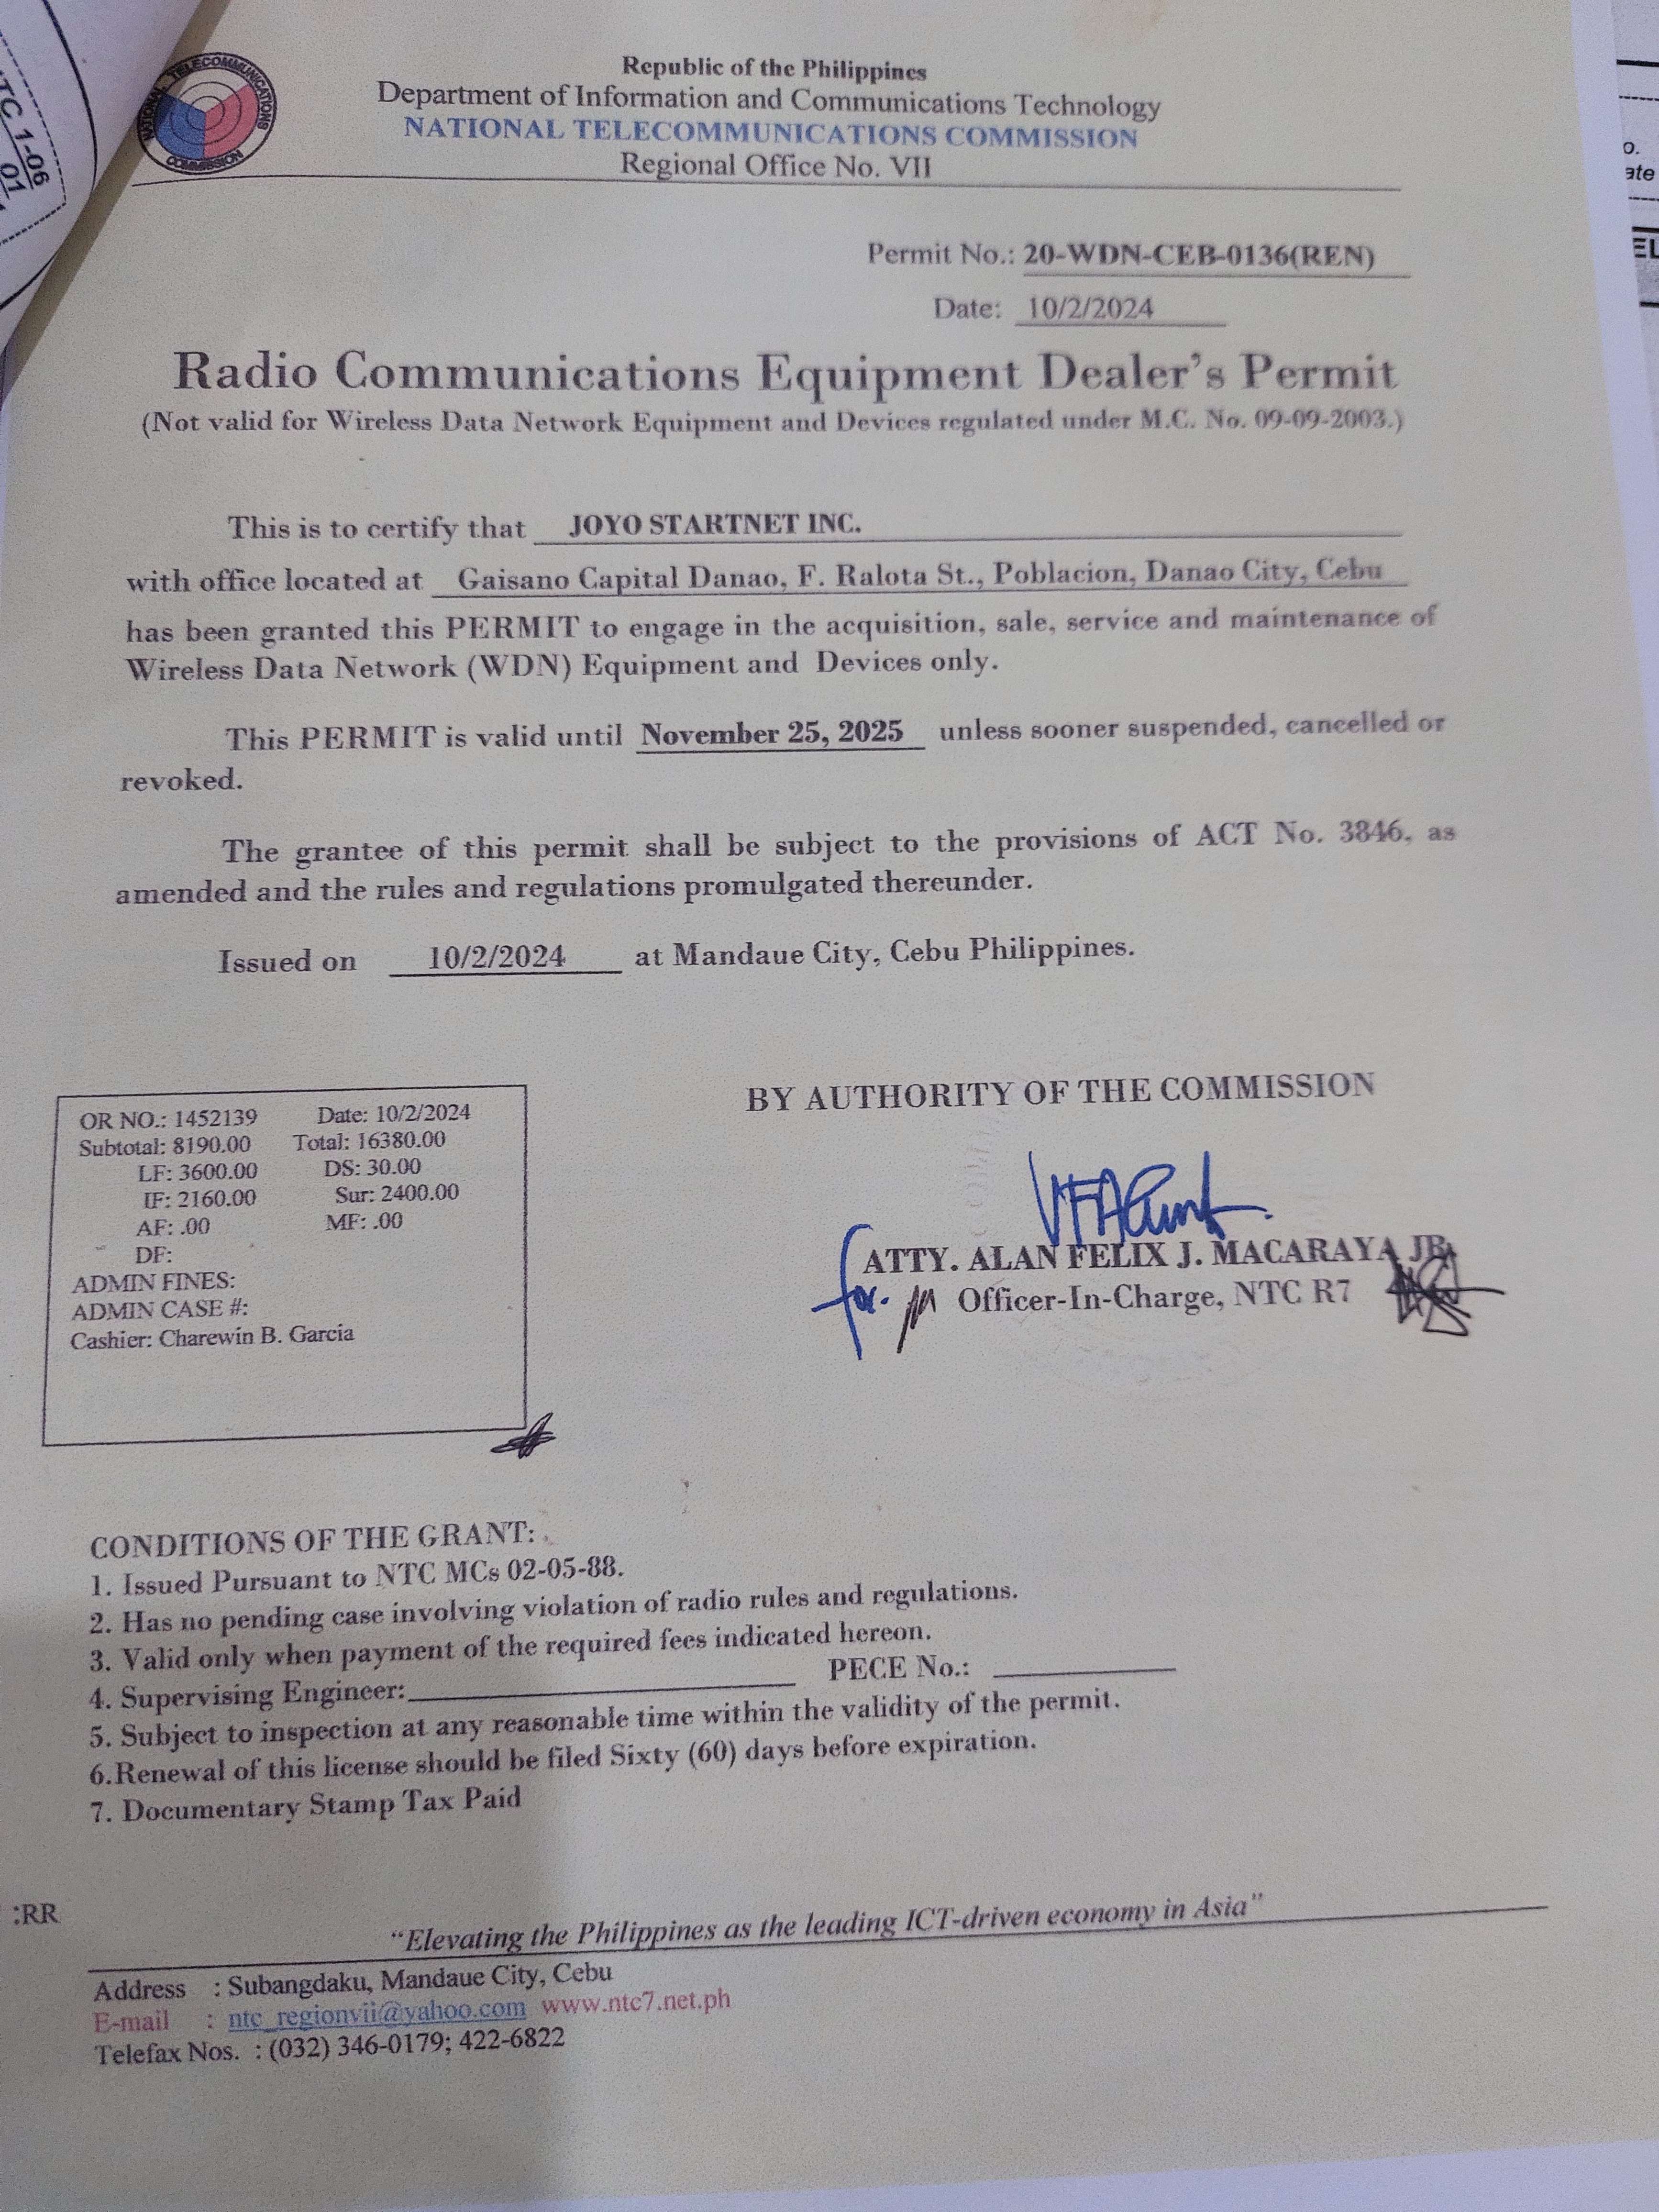 NATIONAL TELECOMMUNICATIONS COMMISSION
Republic of the Philippines
Department of Information and Communications Technology
NATIONAL TELECOMMUNICATIONS COMMISSION
Regional Office No. VII
TC 1-06
01
o.
ate
EL
Permit No.: 20-WDN-CEB-0136(REN)
Date: 10/2/2024
Radio Communications Equipment Dealer's Permit
(Not valid for Wireless Data Network Equipment and Devices regulated under M.C. No. 09-09-2003.)
This is to certify that JOYO STARTNET INC.
with office located at Gaisano Capital Danao, F. Ralota St., Poblacion, Danao City, Cebu
has been granted this PERMIT to engage in the acquisition, sale, service and maintenance of
Wireless Data Network (WDN) Equipment and Devices only.
This PERMIT is valid until November 25, 2025 unless sooner suspended, cancelled or
revoked.
The grantee of this permit shall be subject to the provisions of ACT No. 3846, as
amended and the rules and regulations promulgated thereunder.
Issued on 10/2/2024 at Mandaue City, Cebu Philippines.
OR NO.: 1452139 Date: 10/2/2024
Subtotal: 8190.00 Total: 16380.00
LF: 3600.00 DS: 30.00
IF: 2160.00 Sur: 2400.00
AF: .00 MF: .00
DF:
ADMIN FINES:
ADMIN CASE #:
Cashier: Charewin B. Garcia
BY AUTHORITY OF THE COMMISSION
ATTY. ALAN FELIX J. MACARAYA JR.
for. Officer-In-Charge, NTC R7
CONDITIONS OF THE GRANT:
1. Issued Pursuant to NTC MCs 02-05-88.
2. Has no pending case involving violation of radio rules and regulations.
3. Valid only when payment of the required fees indicated hereon.
4. Supervising Engineer: PECE No.:
5. Subject to inspection at any reasonable time within the validity of the permit.
6.Renewal of this license should be filed Sixty (60) days before expiration.
7. Documentary Stamp Tax Paid
:RR
"Elevating the Philippines as the leading ICT-driven economy in Asia"
Address : Subangdaku, Mandaue City, Cebu
E-mail : ntc_regionvii@yahoo.com www.ntc7.net.ph
Telefax Nos. : (032) 346-0179; 422-6822